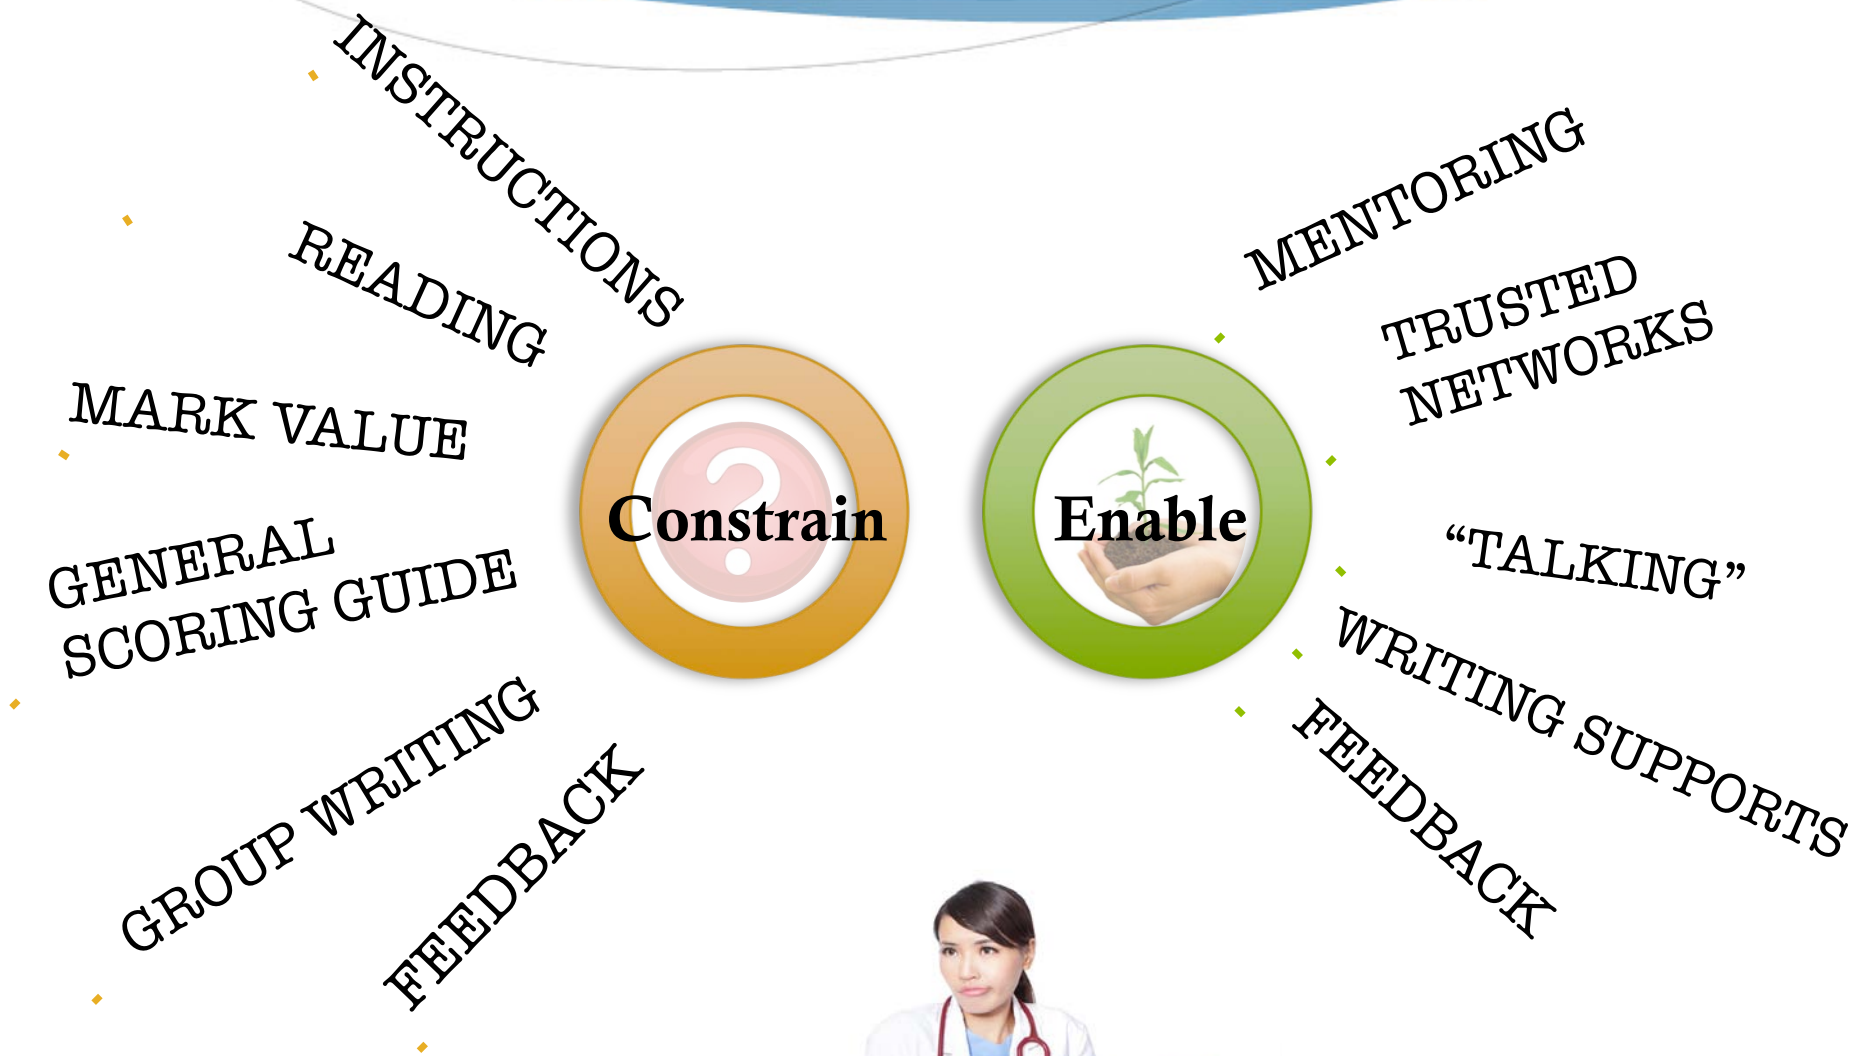 INSTRUCTIONS
READING
MARK VALUE
GENERAL
SCORING GUIDE
GROUP WRITING
FEEDBACK
Constrain
Enable
MENTORING
TRUSTED
NETWORKS
“TALKING”
WRITING SUPPORTS
FEEDBACK